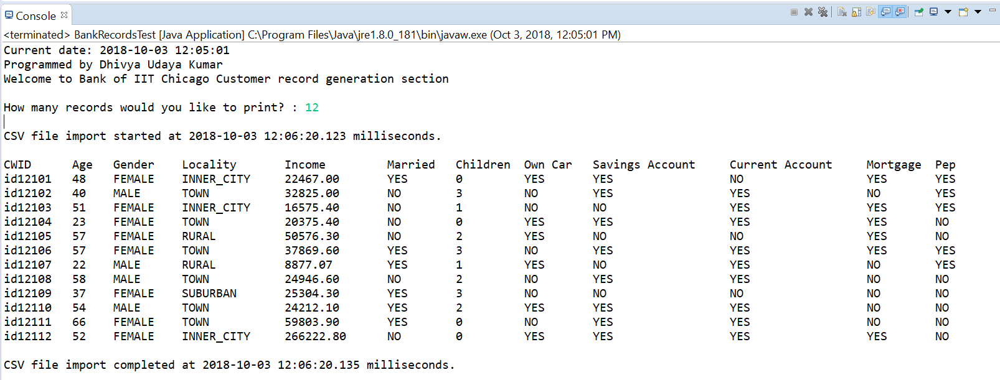 Console
<terminated> BankRecordsTest [Java Application] C:\Program Files\Java\jre1.8.0_181\bin\javaw.exe (Oct 3, 2018, 12:05:01 PM)
Current date: 2018-10-03 12:05:01
Programmed by Dhivya Udaya Kumar
Welcome to Bank of IIT Chicago Customer record generation section
How many records would you like to print? : 12
CSV file import started at 2018-10-03 12:06:20.123 milliseconds.
CWID Age Gender Locality Income Married Children Own Car Savings Account Current Account Mortgage Pep
id12101 48 FEMALE INNER_CITY 22467.00 YES 0 YES YES NO YES YES
id12102 40 MALE TOWN 32825.00 NO 3 NO YES YES NO YES
id12103 51 FEMALE INNER_CITY 16575.40 NO 1 NO NO YES YES YES
id12104 23 FEMALE TOWN 20375.40 NO 0 YES YES YES YES NO
id12105 57 FEMALE RURAL 50576.30 NO 2 YES NO NO YES NO
id12106 57 FEMALE TOWN 37869.60 YES 3 NO YES YES YES YES
id12107 22 MALE RURAL 8877.07 YES 1 YES NO YES NO YES
id12108 58 MALE TOWN 24946.60 NO 2 NO YES YES NO NO
id12109 37 FEMALE SUBURBAN 25304.30 YES 3 NO NO NO NO NO
id12110 54 MALE TOWN 24212.10 YES 2 YES YES YES NO NO
id12111 66 FEMALE TOWN 59803.90 YES 0 NO YES YES NO NO
id12112 52 FEMALE INNER_CITY 266222.80 NO 0 YES YES YES YES NO
CSV file import completed at 2018-10-03 12:06:20.135 milliseconds.